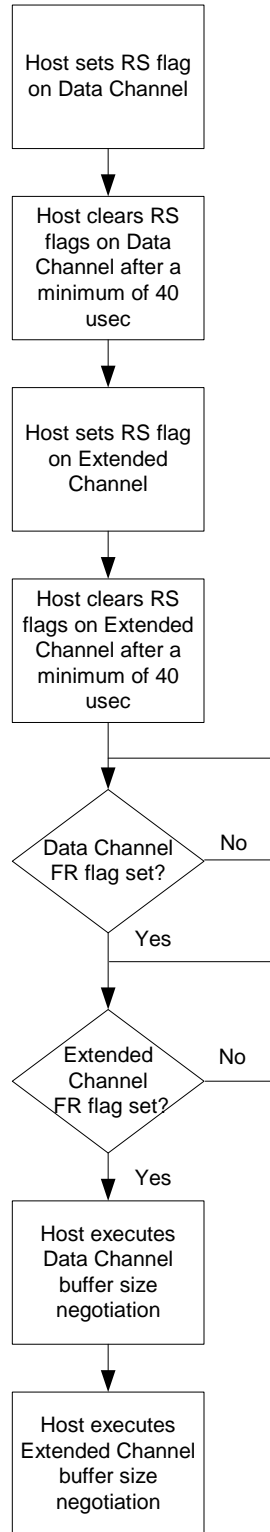 Host sets RS flag
on Data Channel
Host clears RS
flags on Data
Channel after a
minimum of 40
usec
Host sets RS flag
on Extended
Channel
Host clears RS
flags on Extended
Channel after a
minimum of 40
usec
Data Channel
FR flag set?
No
Yes
Extended
Channel
FR flag set?
No
Yes
Host executes
Data Channel
buffer size
negotiation
Host executes
Extended Channel
buffer size
negotiation